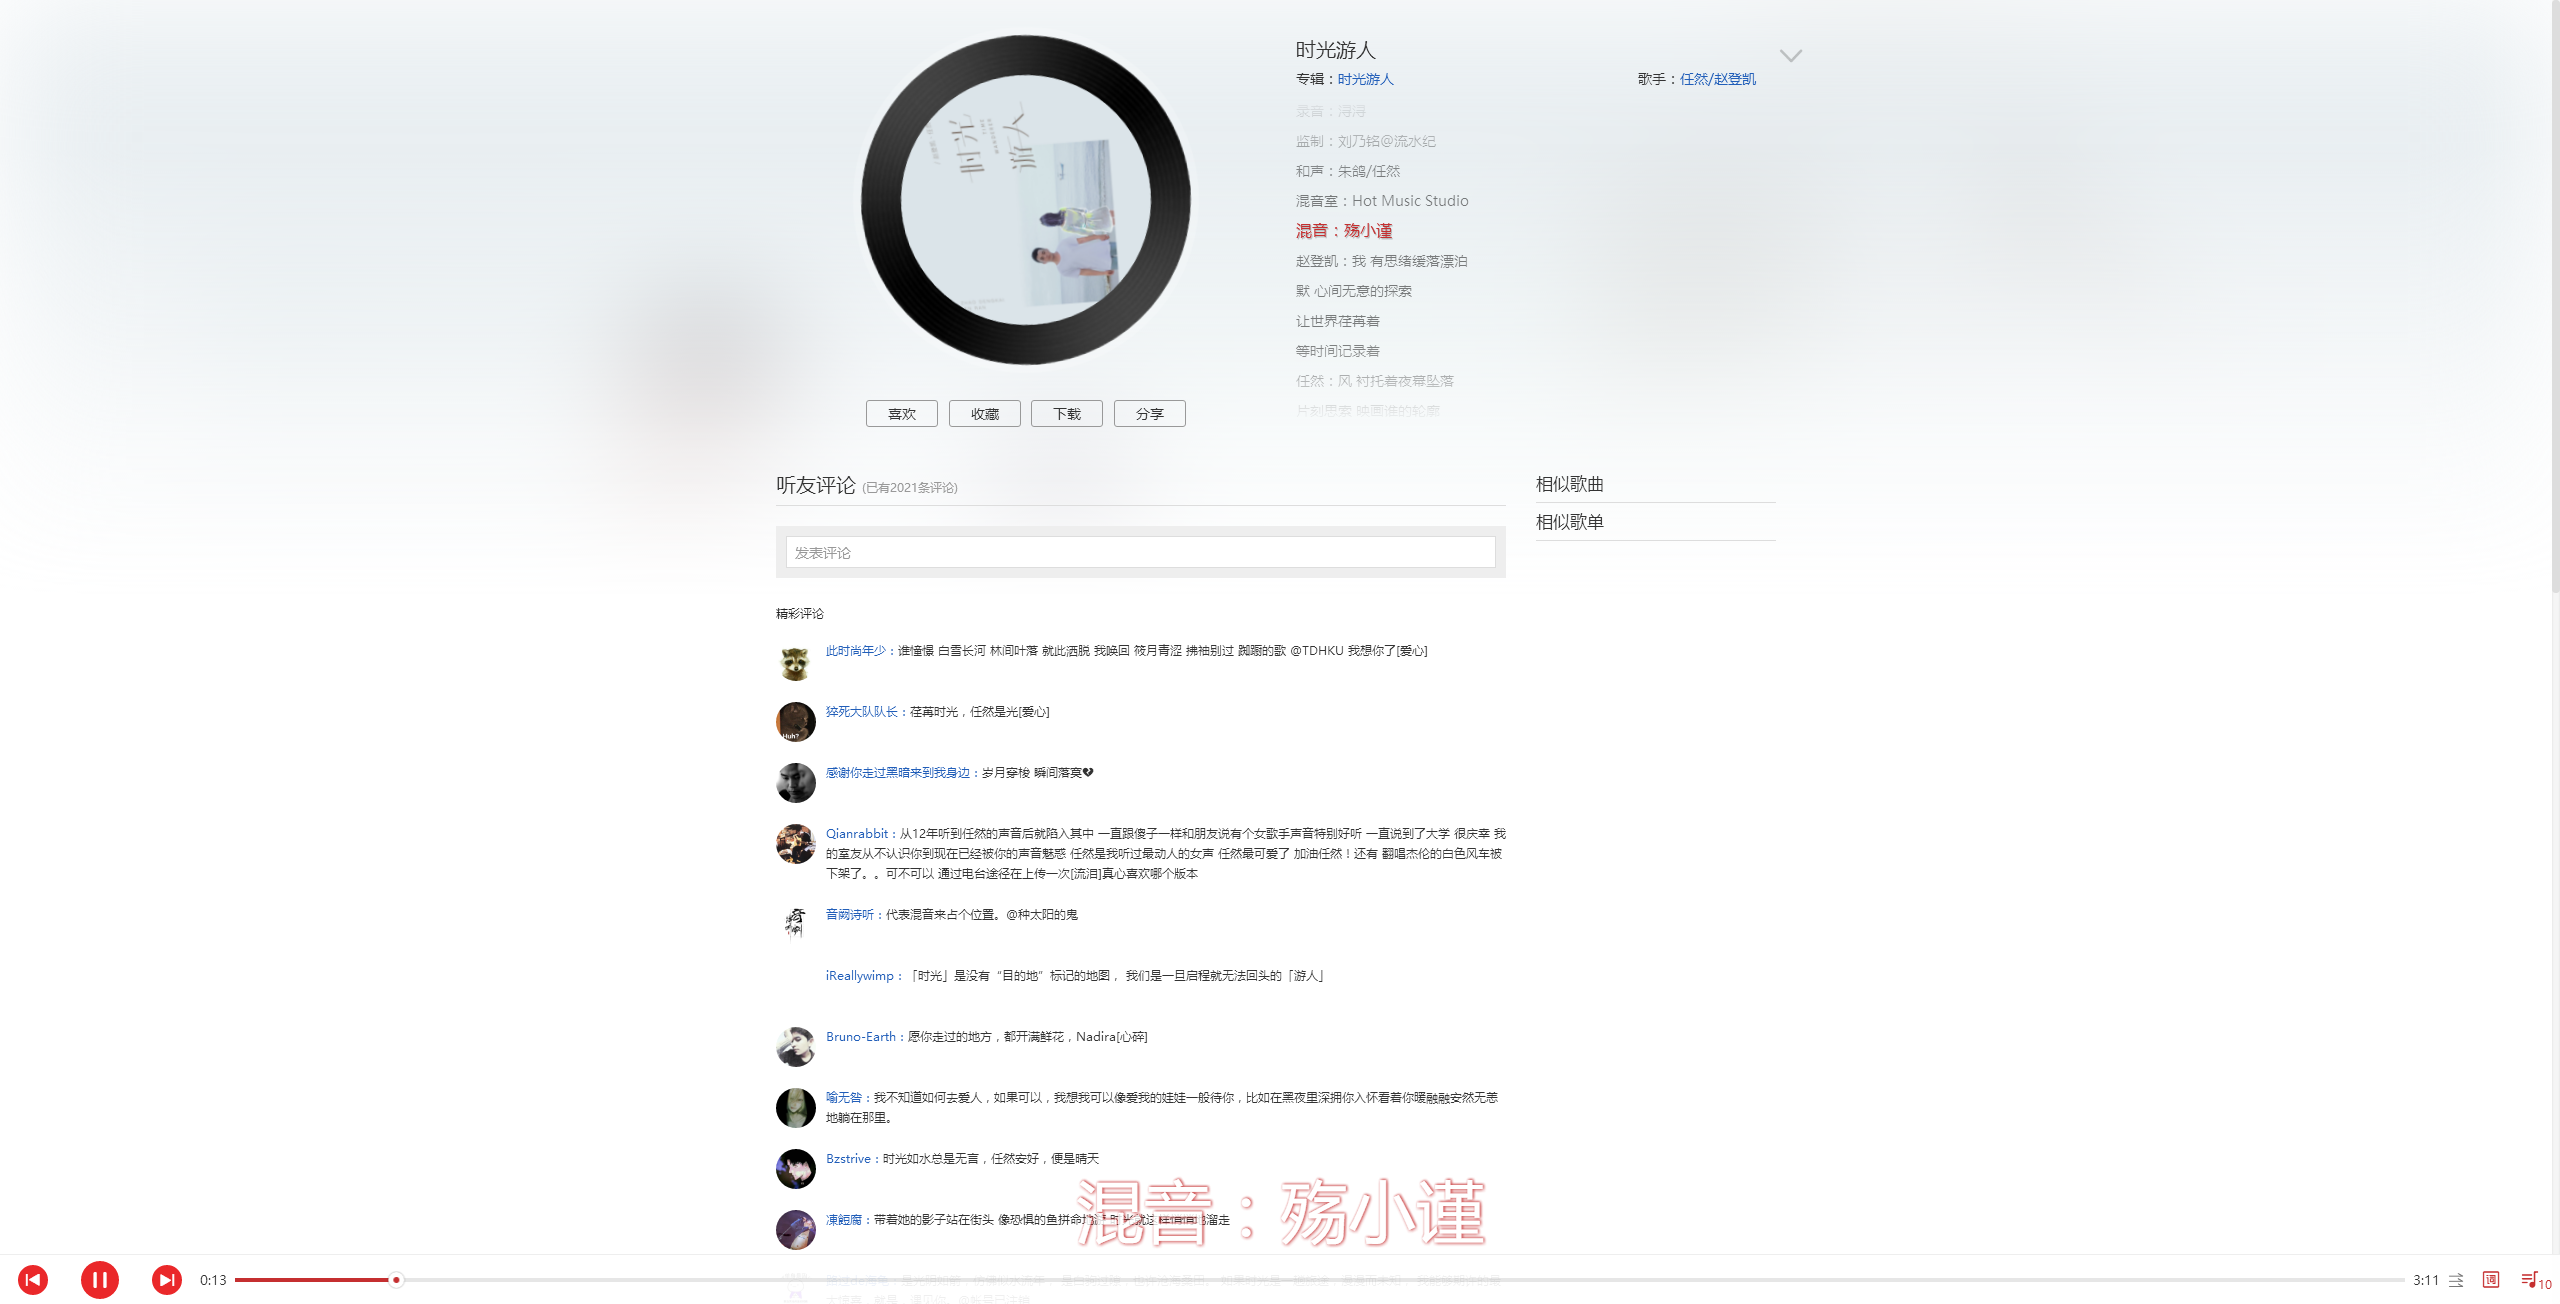 时光游人
专辑：时光游人
歌手：任然/赵登凯
录音：浔浔
监制：刘乃铭@流水纪
和声：朱鸽/任然
混音室：Hot Music Studio
混音：殇小谨
赵登凯：我 有思绪缓落漂泊
默 心间无意的探索
让世界荏苒着
等时间记录着
任然：风 衬托着夜幕坠落
片刻思索 映画谁的轮廓
时光
游人
喜欢
收藏
下载
分享
听友评论 (已有2021条评论)
相似歌曲
相似歌单
发表评论
精彩评论
此时尚年少：谁憧憬 白雪长河 林间叶落 就此洒脱 我唤回 筱月青涩 拂袖别过 踟蹰的歌 @TDHKU 我想你了[爱心]
猝死大队队长：荏苒时光，任然是光[爱心]
Huh?
感谢你走过黑暗来到我身边：岁月穿梭 瞬间落寞💔
Qianrabbit：从12年听到任然的声音后就陷入其中 一直跟傻子一样和朋友说有个女歌手声音特别好听 一直说到了大学 很庆幸 我
的室友从不认识你到现在已经被你的声音魅惑 任然是我听过最动人的女声 任然最可爱了 加油任然！还有 翻唱杰伦的白色风车被
下架了。。可不可以 通过电台途径在上传一次[流泪]真心喜欢哪个版本
音阙诗听：代表混音来占个位置。@种太阳的鬼
iReallywimp：「时光」是没有“目的地”标记的地图， 我们是一旦启程就无法回头的「游人」
Bruno-Earth：愿你走过的地方，都开满鲜花，Nadira[心碎]
喻无咎：我不知道如何去爱人，如果可以，我想我可以像爱我的娃娃一般待你，比如在黑夜里深拥你入怀看着你暖融融安然无恙
地躺在那里。
Bzstrive：时光如水总是无言，任然安好，便是晴天
混音：殇小谨
带着她的影子站在街头 像恐惧的鱼拼命 溜走
0:13
3:11
词
10